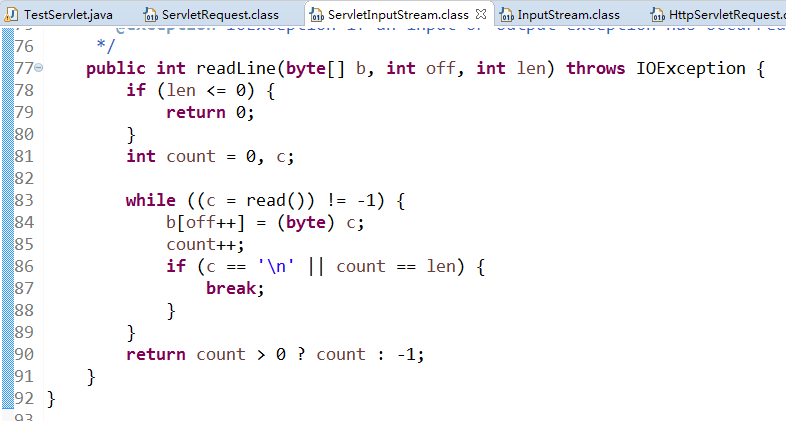 TestServlet.java ServletRequest.class ServletInputStream.class InputStream.class HttpServletRequest.c
76 */
77 public int readLine(byte[] b, int off, int len) throws IOException {
78 if (len <= 0) {
79 return 0;
80 }
81 int count = 0, c;
82
83 while ((c = read()) != -1) {
84 b[off++] = (byte) c;
85 count++;
86 if (c == '\n' || count == len) {
87 break;
88 }
89 }
90 return count > 0 ? count : -1;
91 }
92 }
93